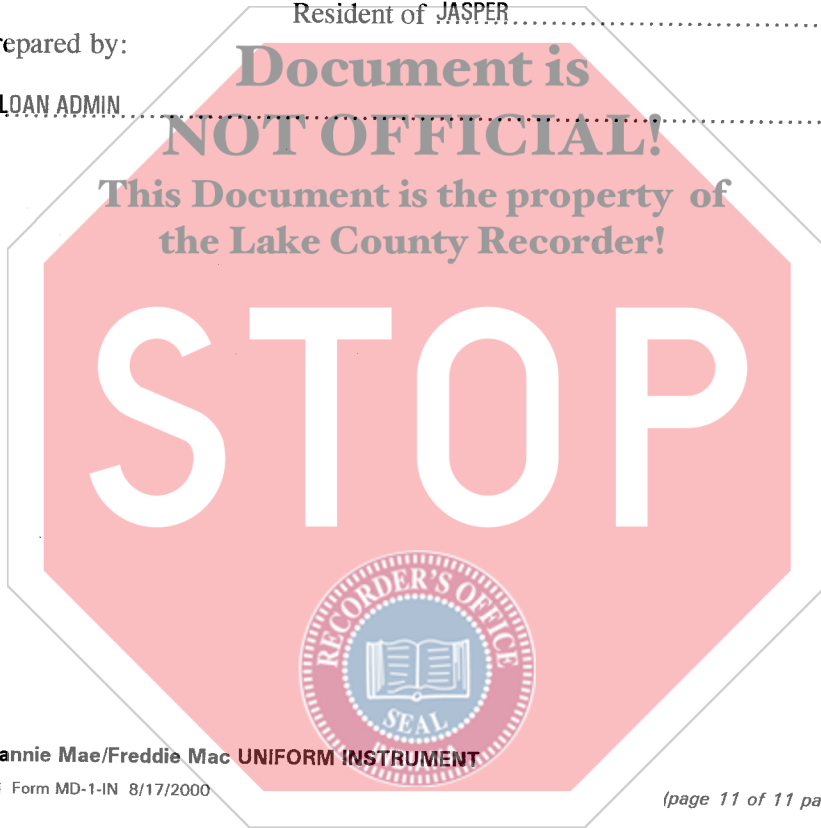 Resident of JASPER
repared by:
LOAN ADMIN
Document is
NOT OFFICIAL!
This Document is the property of
the Lake County Recorder!
STOP
RECORDER'S OFFICE
SEAL
annie Mae/Freddie Mac UNIFORM INSTRUMENT
Form MD-1-IN 8/17/2000
(page 11 of 11 pa